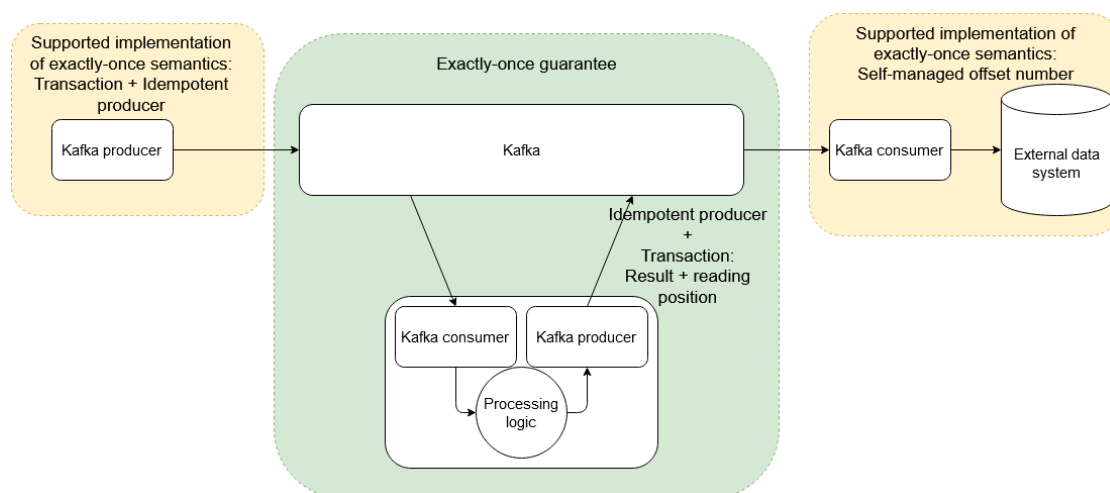 Supported implementation
of exactly-once semantics:
Transaction + Idempotent
producer
Kafka producer
Exactly-once guarantee
Kafka
Idempotent producer
+
Transaction:
Result + reading
position
Kafka consumer
Kafka producer
Processing
logic
Supported implementation of
exactly-once semantics:
Self-managed offset number
Kafka consumer
External data
system